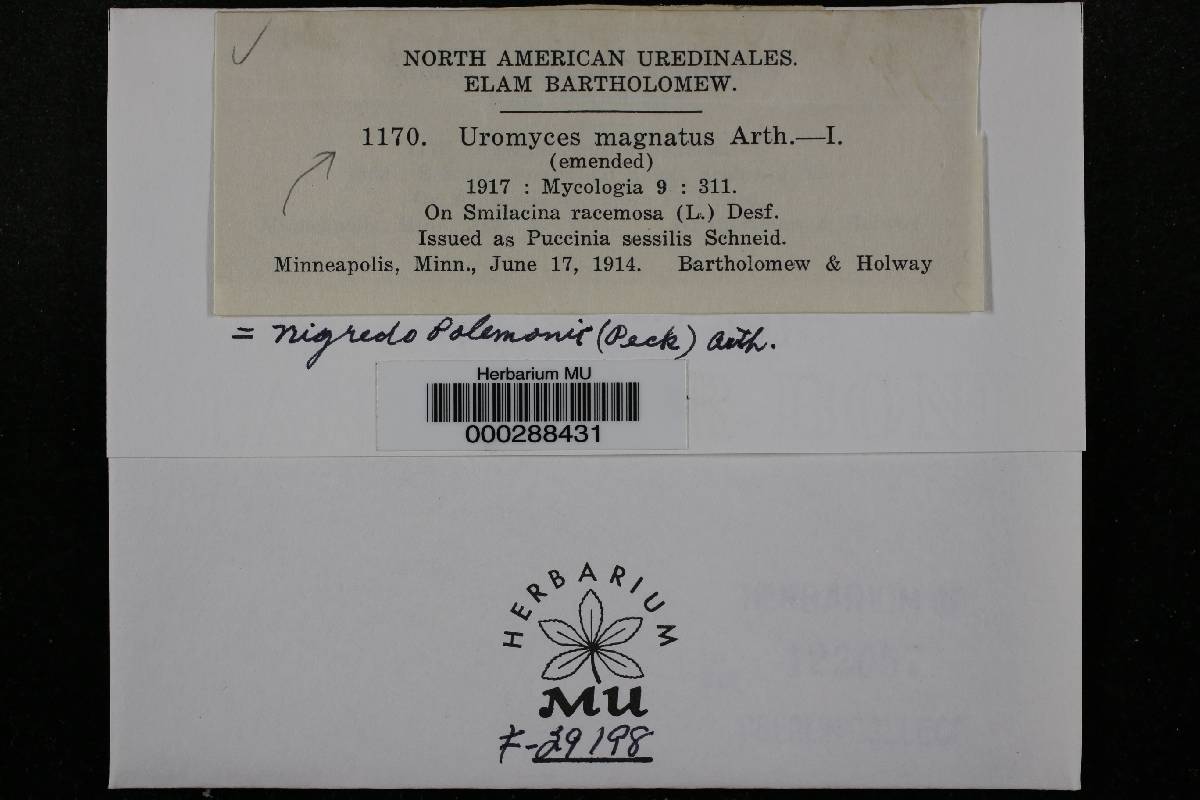 NORTH AMERICAN UREDINALES.
ELAM BARTHOLOMEW.
1170. Uromyces magnatus Arth.—I.
(emended)
1917 : Mycologia 9 : 311.
On Smilacina racemosa (L.) Desf.
Issued as Puccinia sessilis Schneid.
Minneapolis, Minn., June 17, 1914. Bartholomew & Holway
= Nigredo Polemonii (Peck) Arth.
Herbarium MU
000288431
HERBARIUM
MU
F-29198